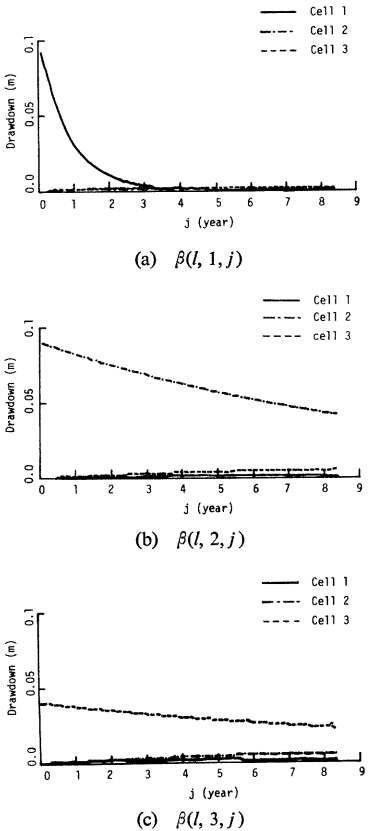 Cell 1
Cell 2
Cell 3
Drawdown (m)
0.1
0.05
0.0
0 1 2 3 4 5 6 7 8 9
j (year)
(a) β(l, 1, j)
Cell 1
Cell 2
cell 3
Drawdown (m)
0.1
0.05
0.0
0 1 2 3 4 5 6 7 8 9
j (year)
(b) β(l, 2, j)
Cell 1
Cell 2
Cell 3
Drawdown (m)
0.1
0.05
0.0
0 1 2 3 4 5 6 7 8 9
j (year)
(c) β(l, 3, j)